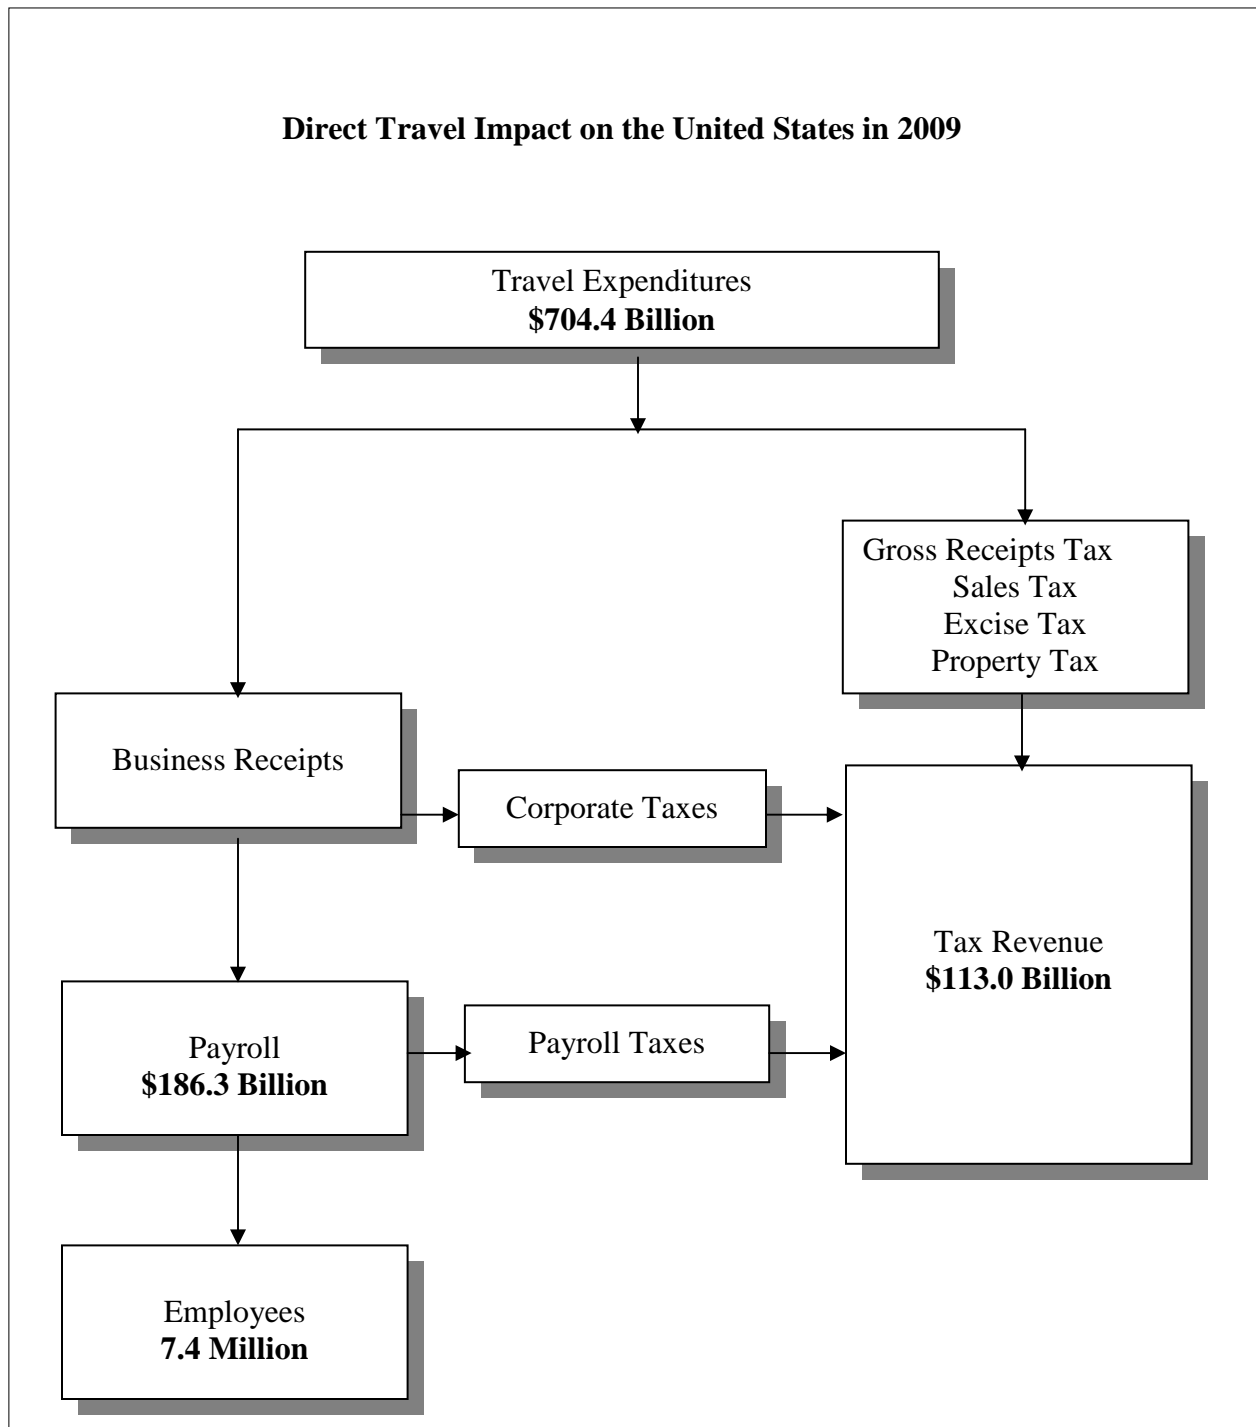 Direct Travel Impact on the United States in 2009
Travel Expenditures
$704.4 Billion
Gross Receipts Tax
Sales Tax
Excise Tax
Property Tax
Business Receipts
Corporate Taxes
Tax Revenue
$113.0 Billion
Payroll
$186.3 Billion
Payroll Taxes
Employees
7.4 Million